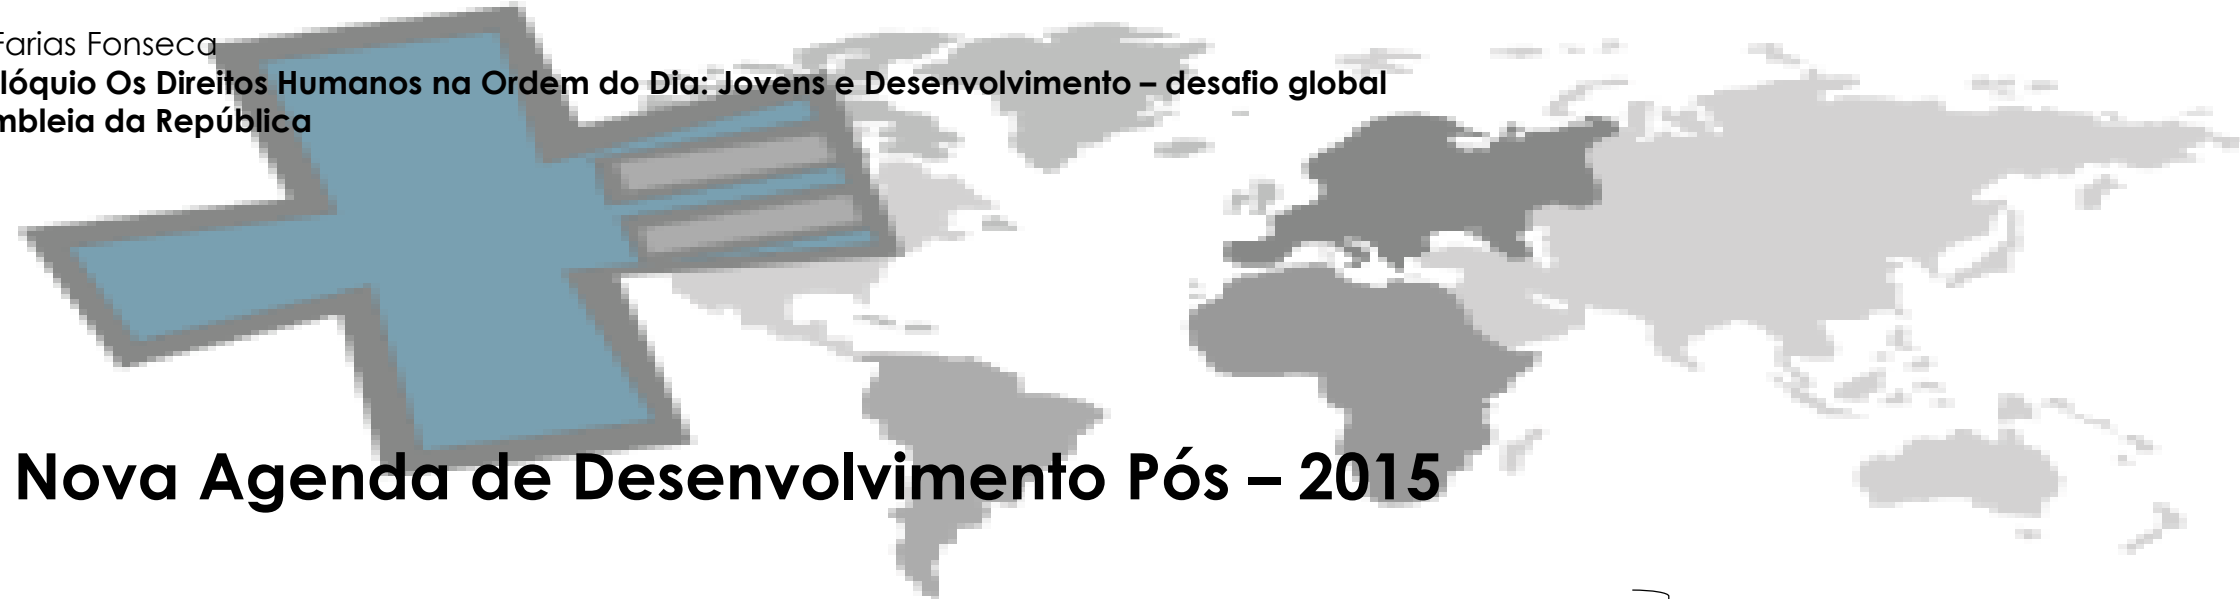 Farias Fonseca
lóquio Os Direitos Humanos na Ordem do Dia: Jovens e Desenvolvimento – desafio global
mbleia da República
Nova Agenda de Desenvolvimento Pós – 2015